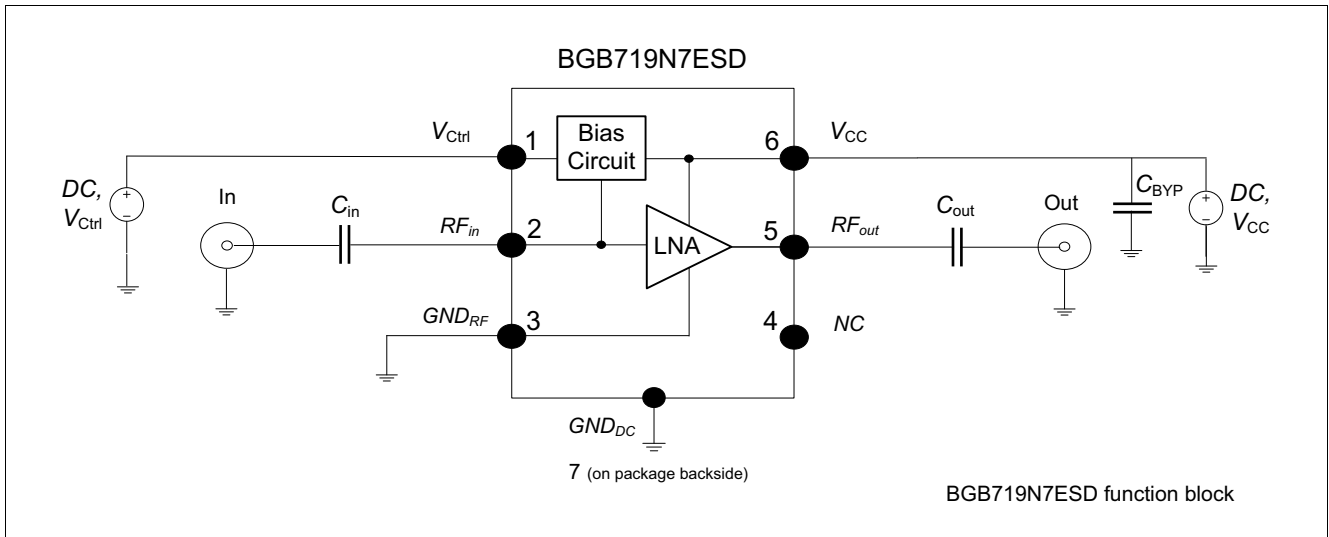 BGB719N7ESD
VCtrl
1
Bias
Circuit
6
VCC
DC,
VCtrl
+
−
In
Cin
RFin
2
LNA
5
RFout
Cout
Out
CBYP
+
−
DC,
VCC
GNDRF
3
4
NC
GNDDC
7 (on package backside)
BGB719N7ESD function block